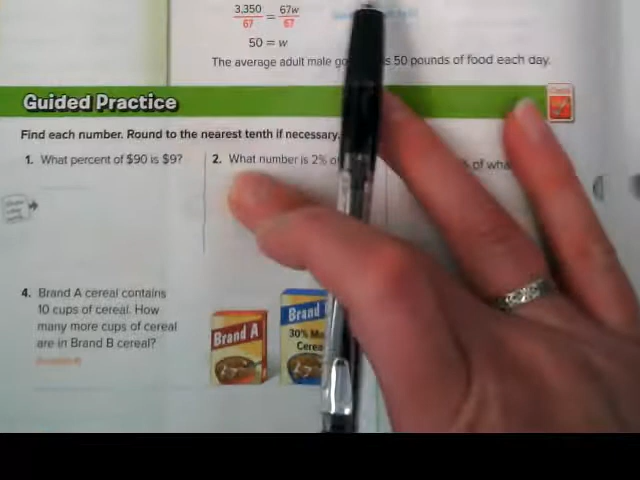 3,350 = 67w
67 67
50 = w
The average adult male go s 50 pounds of food each day.
Guided Practice
Find each number. Round to the nearest tenth if necessary.
1. What percent of $90 is $9?
2. What number is 2% o
% of wha
4. Brand A cereal contains
10 cups of cereal. How
many more cups of cereal
are in Brand B cereal?
Brand A
Brand
30% Mo
Cerea